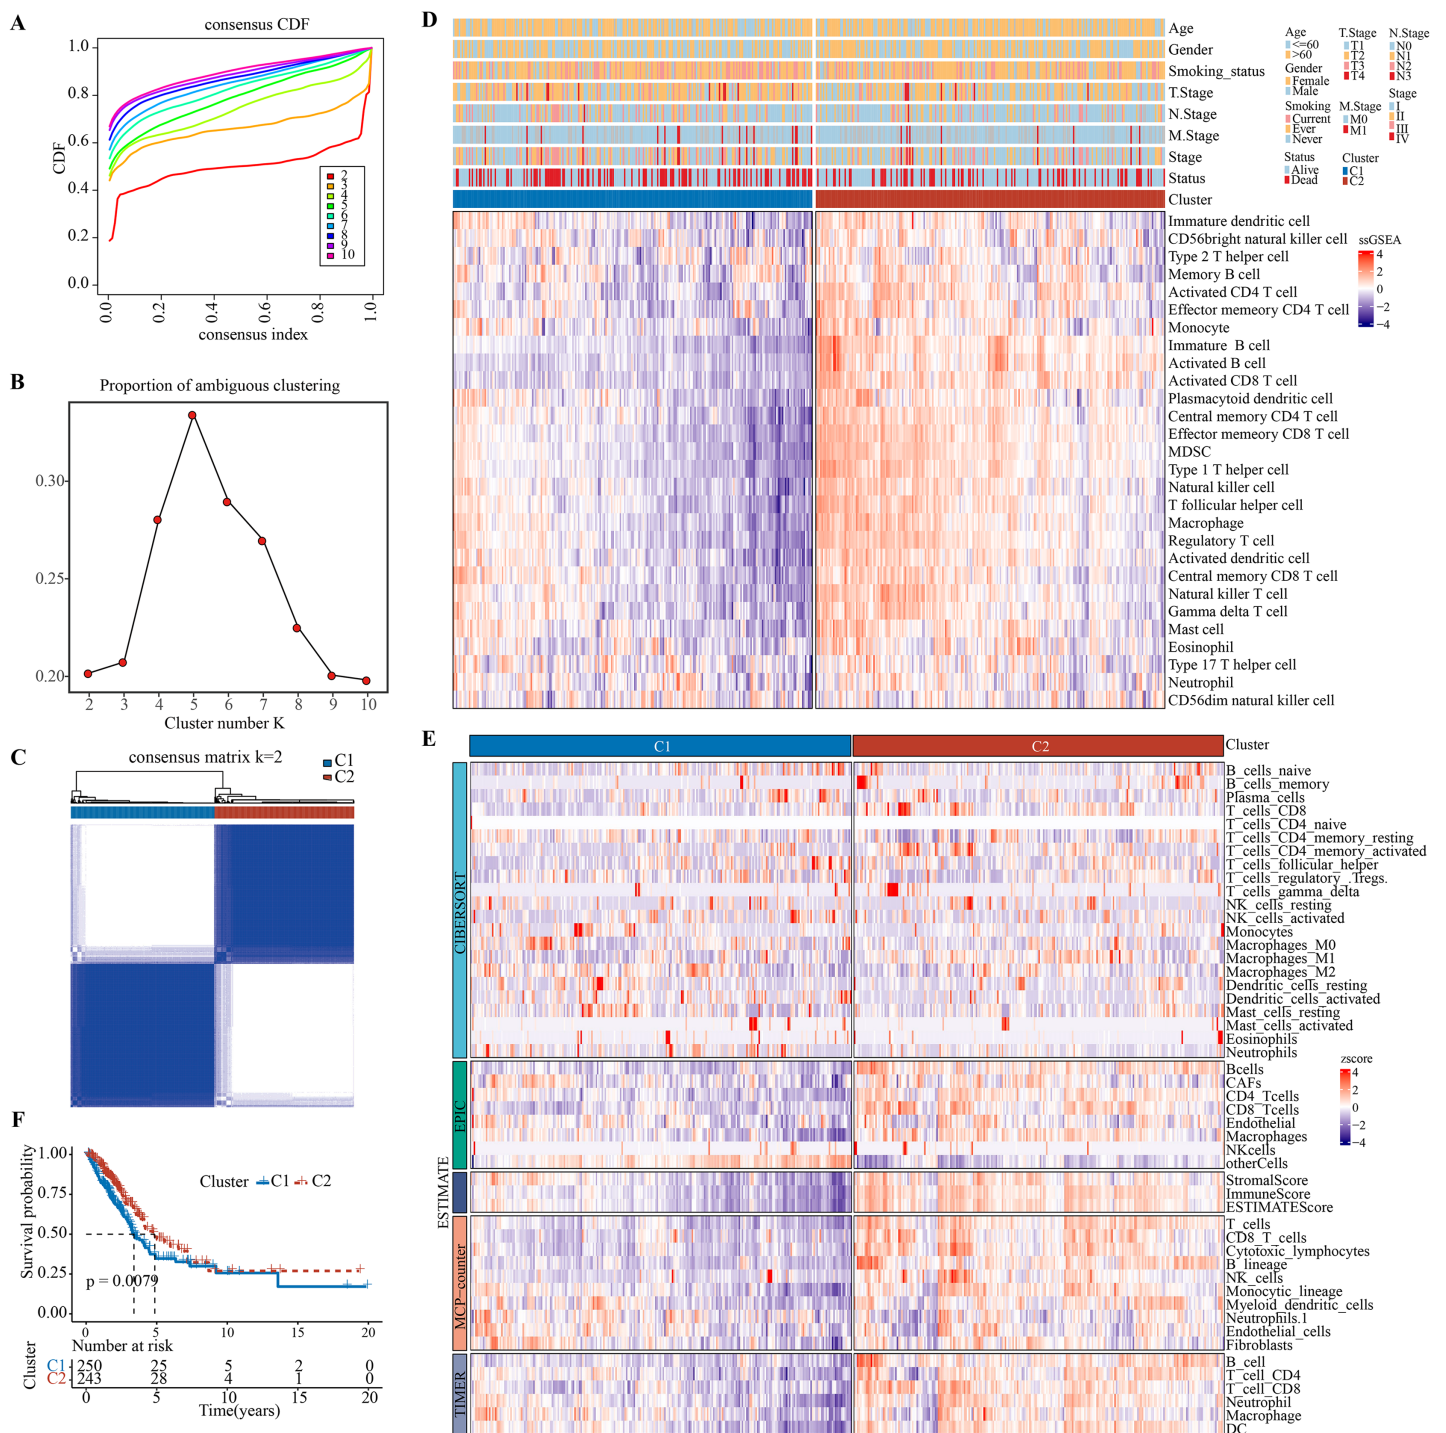 A
consensus CDF
CDF
1.0
0.8
0.6
0.4
0.2
0.0
2
3
4
5
6
7
8
9
10
0.0
0.2
0.4
0.6
0.8
1.0
consensus index
B
Proportion of ambiguous clustering
0.30
0.25
0.20
2 3 4 5 6 7 8 9 10
Cluster number K
C
consensus matrix k=2
C1
C2
D
Age
Gender
Smoking_status
T.Stage
N.Stage
M.Stage
Stage
Status
Cluster
Age
<=60
>60
Gender
Female
Male
Smoking
Current
Ever
Never
Status
Alive
Dead
T.Stage
T1
T2
T3
T4
M.Stage
M0
M1
Cluster
C1
C2
N.Stage
N0
N1
N2
N3
Stage
I
II
III
IV
Immature dendritic cell
CD56bright natural killer cell
Type 2 T helper cell
Memory B cell
Activated CD4 T cell
Effector memeory CD4 T cell
Monocyte
Immature  B cell
Activated B cell
Activated CD8 T cell
Plasmacytoid dendritic cell
Central memory CD4 T cell
Effector memeory CD8 T cell
MDSC
Type 1 T helper cell
Natural killer cell
T follicular helper cell
Macrophage
Regulatory T cell
Activated dendritic cell
Central memory CD8 T cell
Natural killer T cell
Gamma delta T cell
Mast cell
Eosinophil
Type 17 T helper cell
Neutrophil
CD56dim natural killer cell
ssGSEA
4
2
0
−2
−4
E
C1
C2
Cluster
CIBERSORT
B_cells_naive
B_cells_memory
Plasma_cells
T_cells_CD8
T_cells_CD4_naive
T_cells_CD4_memory_resting
T_cells_CD4_memory_activated
T_cells_follicular_helper
T_cells_regulatory_.Tregs.
T_cells_gamma_delta
NK_cells_resting
NK_cells_activated
Monocytes
Macrophages_M0
Macrophages_M1
Macrophages_M2
Dendritic_cells_resting
Dendritic_cells_activated
Mast_cells_resting
Mast_cells_activated
Eosinophils
Neutrophils
EPIC
Bcells
CAFs
CD4_Tcells
CD8_Tcells
Endothelial
Macrophages
NKcells
otherCells
ESTIMATE
StromalScore
ImmuneScore
ESTIMATEScore
MCP−counter
T_cells
CD8_T_cells
Cytotoxic_lymphocytes
B_lineage
NK_cells
Monocytic_lineage
Myeloid_dendritic_cells
Neutrophils.1
Endothelial_cells
Fibroblasts
TIMER
B_cell
T_cell_CD4
T_cell_CD8
Neutrophil
Macrophage
DC
zscore
4
2
0
−2
−4
F
Survival probability
1.00
0.75
0.50
0.25
0.00
Cluster C1 C2
p = 0.0079
0 5 10 15 20
Number at risk
Cluster
C1 250 25 5 2 0
C2 243 28 4 1 0
0 5 10 15 20
Time(years)